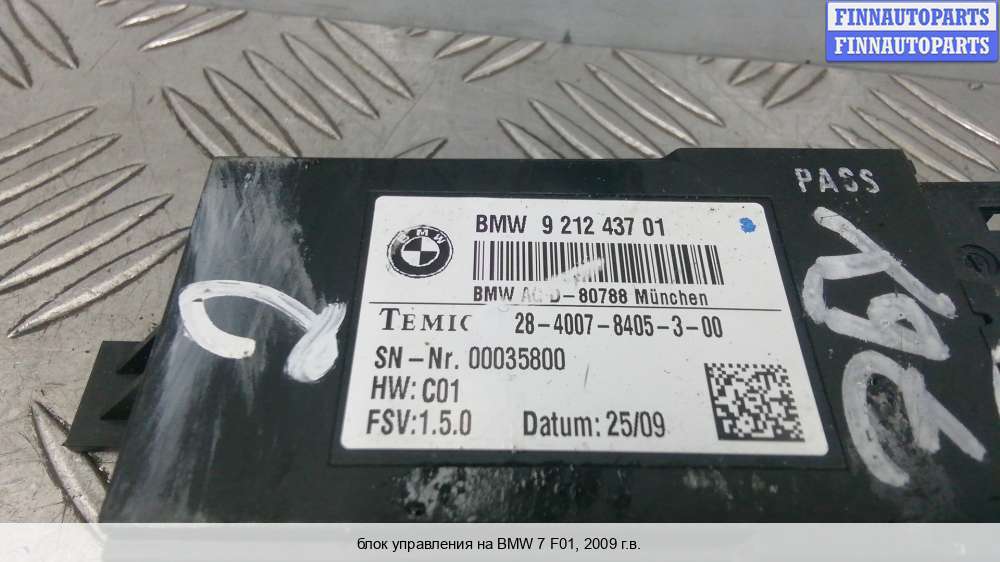 FINNAUTOPARTS
FINNAUTOPARTS
PASS
BMW 9 212 437 01
BMW
BMW AG D-80788 München
TEMIC 28-4007-8405-3-00
SN-Nr. 00035800
HW: C01
FSV:1.5.0 Datum: 25/09
блок управления на BMW 7 F01, 2009 г.в.